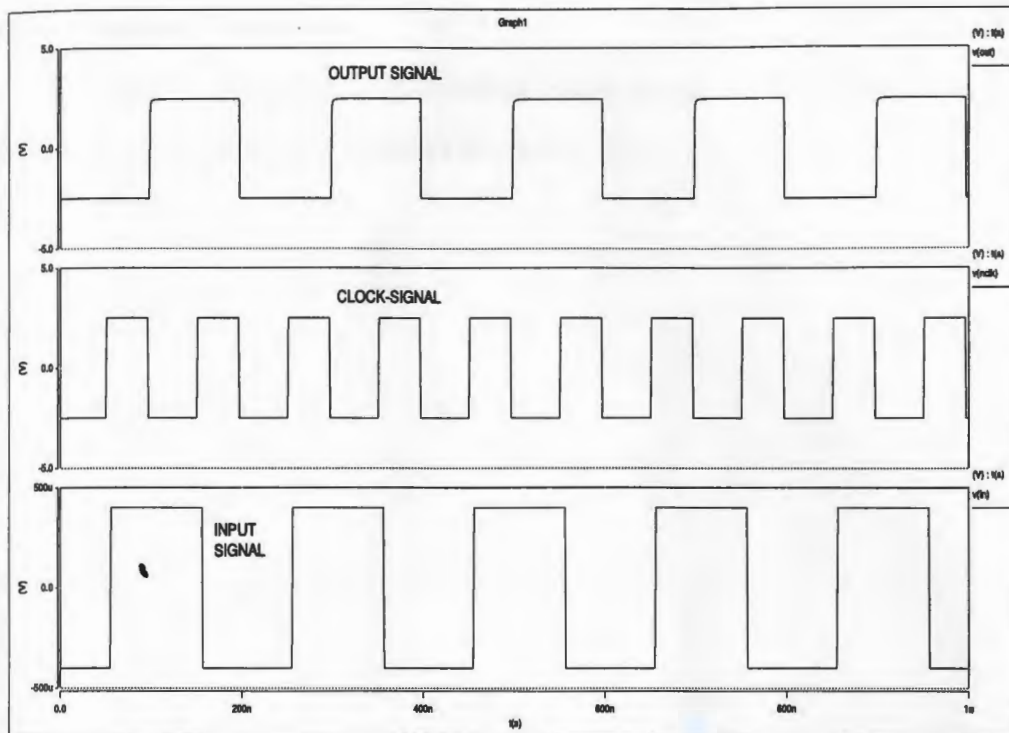 Graph1
(V) : t(s)
v(out)
5.0
OUTPUT SIGNAL
(V)
0.0
-5.0
(V) : t(s)
v(nclk)
5.0
CLOCK-SIGNAL
(V)
0.0
-5.0
(V) : t(s)
v(in)
500u
INPUT
SIGNAL
(V)
0.0
-500u
0.0 200n 400n 600n 800n 1u
t(s)